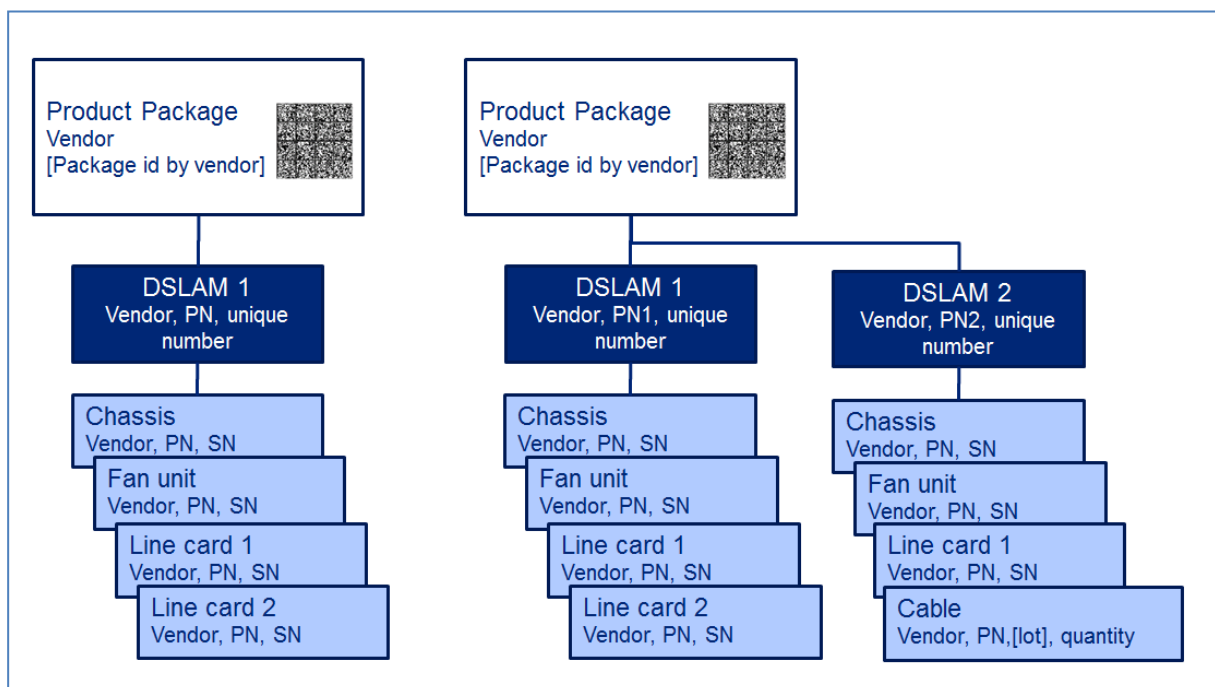 Product Package
Vendor
[Package id by vendor]
DSLAM 1
Vendor, PN, unique
number
Chassis
Vendor, PN, SN
Fan unit
Vendor, PN, SN
Line card 1
Vendor, PN, SN
Line card 2
Vendor, PN, SN
Product Package
Vendor
[Package id by vendor]
DSLAM 1
Vendor, PN1, unique
number
Chassis
Vendor, PN, SN
Fan unit
Vendor, PN, SN
Line card 1
Vendor, PN, SN
Line card 2
Vendor, PN, SN
DSLAM 2
Vendor, PN2, unique
number
Chassis
Vendor, PN, SN
Fan unit
Vendor, PN, SN
Line card 1
Vendor, PN, SN
Cable
Vendor, PN,[lot], quantity